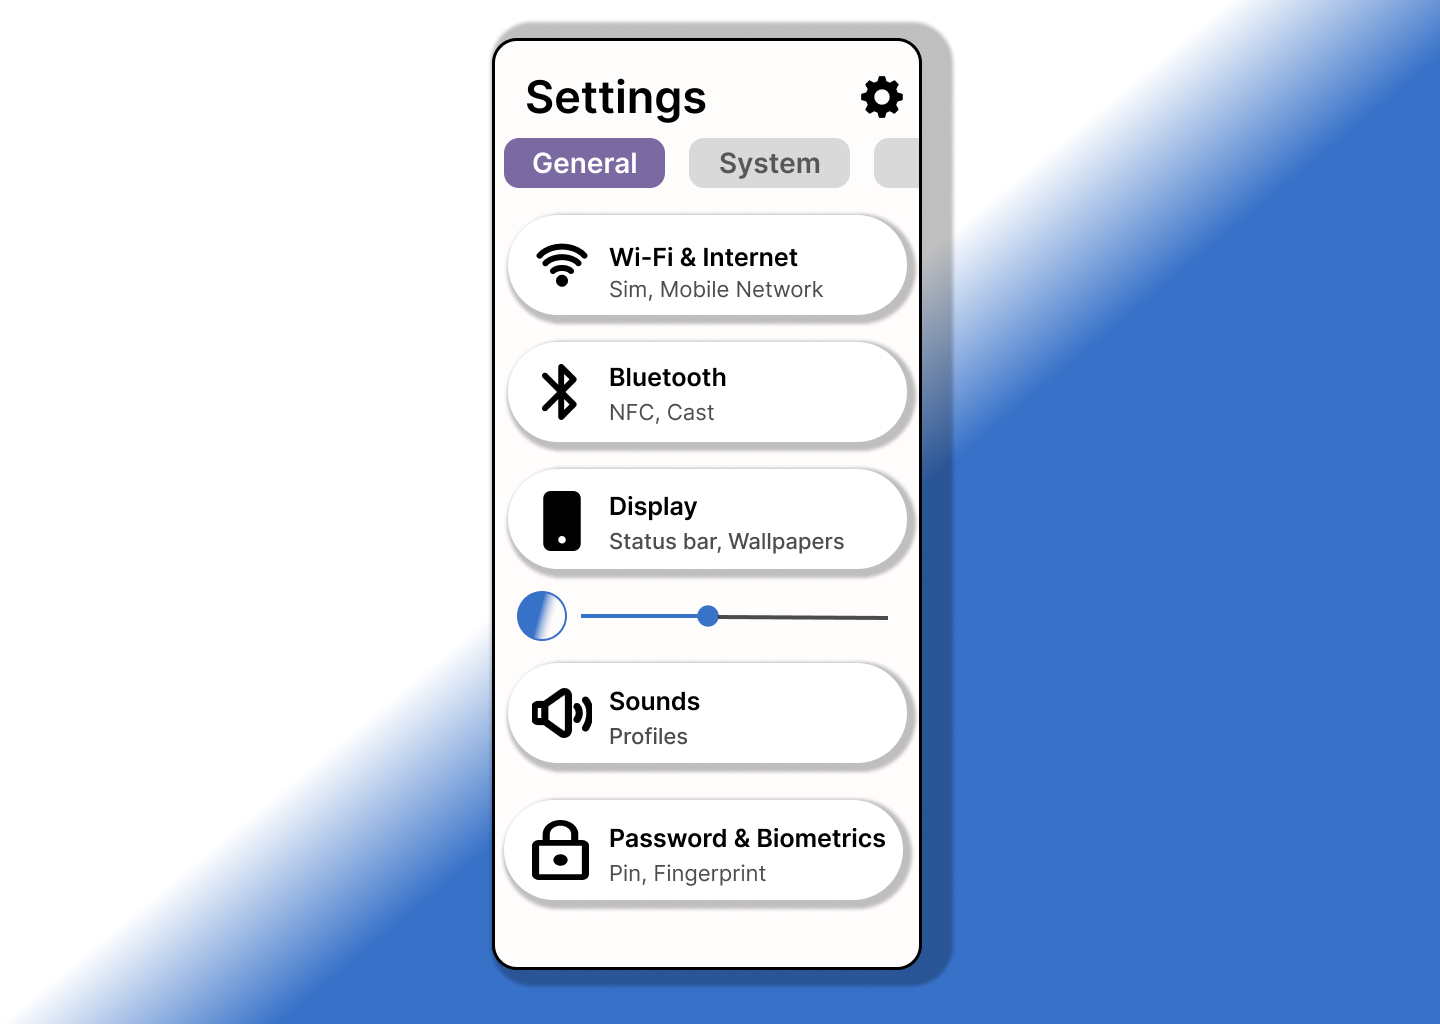 Settings
General
System
Wi-Fi & Internet
Sim, Mobile Network
Bluetooth
NFC, Cast
Display
Status bar, Wallpapers
Sounds
Profiles
Password & Biometrics
Pin, Fingerprint